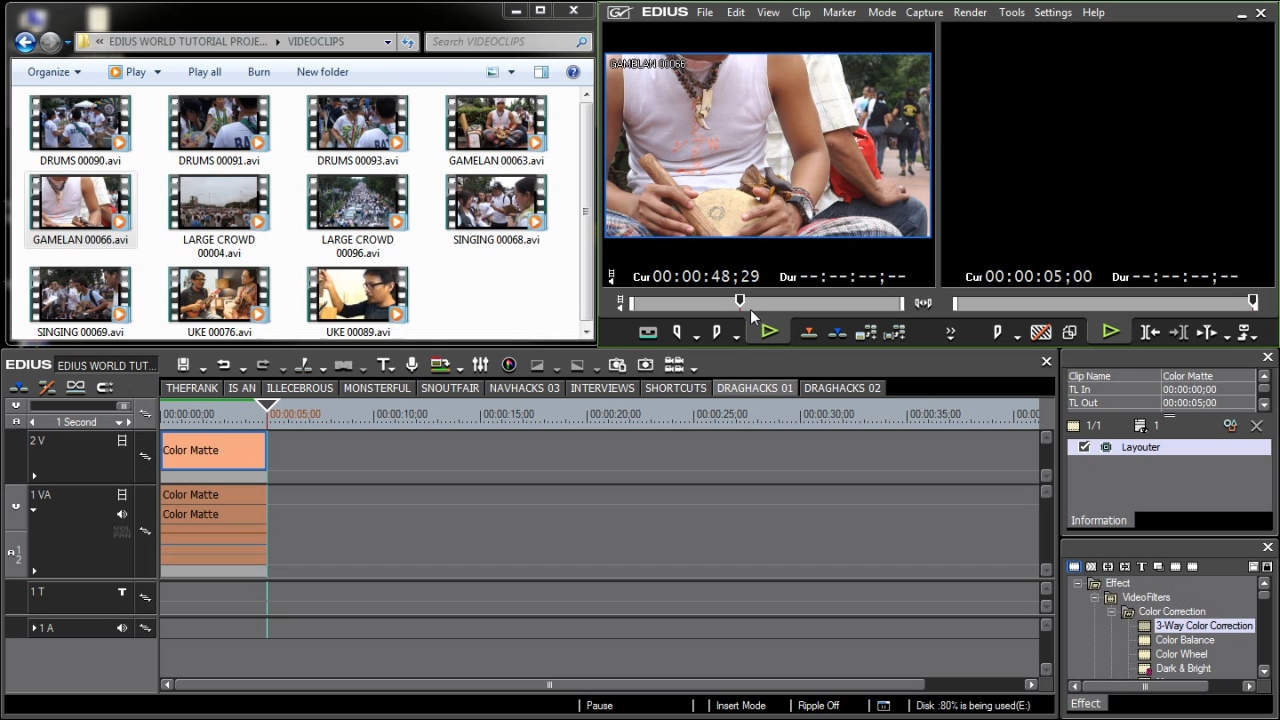 EDIUS WORLD TUTORIAL PROJE... VIDEOCLIPS
Search VIDEOCLIPS
Organize Play Play all Burn New folder
DRUMS 00090.avi
DRUMS 00091.avi
DRUMS 00093.avi
GAMELAN 00063.avi
GAMELAN 00066.avi
LARGE CROWD
00004.avi
LARGE CROWD
00096.avi
SINGING 00068.avi
SINGING 00069.avi
UKE 00076.avi
UKE 00089.avi
EDIUS File Edit View Clip Marker Mode Capture Render Tools Settings Help
GAMELAN 00066
Cur 00:00:48;29 Dur --:--:--;--
Cur 00:00:05;00 Dur --:--:--;--
EDIUS EDIUS WORLD TUT...
THEFRANK IS AN ILLECEBROUS MONSTERFUL SNOUTFAIR NAVHACKS 03 INTERVIEWS SHORTCUTS DRAGHACKS 01 DRAGHACKS 02
00:00:00;00 00:00:05;00 00:00:10;00 00:00:15;00 00:00:20;00 00:00:25;00 00:00:30;00 00:00:35;00 00:0
1 Second
2 V
Color Matte
1 VA
Color Matte
Color Matte
VOL
PAN
1
2
1 T
1 A
Pause Insert Mode Ripple Off Disk :80% is being used(E:)
Clip Name Color Matte
TL In 00:00:00;00
TL Out 00:00:05;00
1/1 1
Layouter
Information
Effect
VideoFilters
Color Correction
3-Way Color Correction
Color Balance
Color Wheel
Dark & Bright
Effect